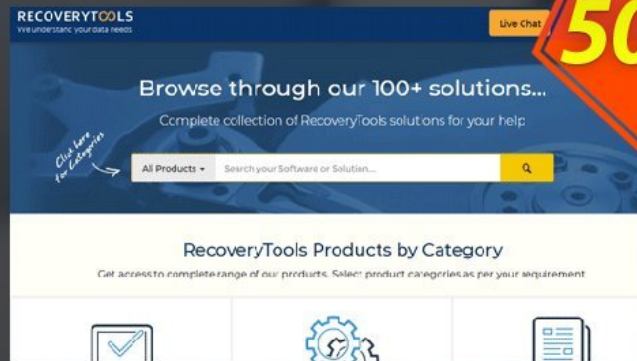 RECOVERYTOOLS
We understand your data needs
Live Chat
50
Browse through our 100+ solutions...
Complete collection of RecoveryTools solutions for your help
Click here
for Categories
All Products
Search your Software or Solution....
RecoveryTools Products by Category
Get access to complete range of our products. Select product categories as per your requirement